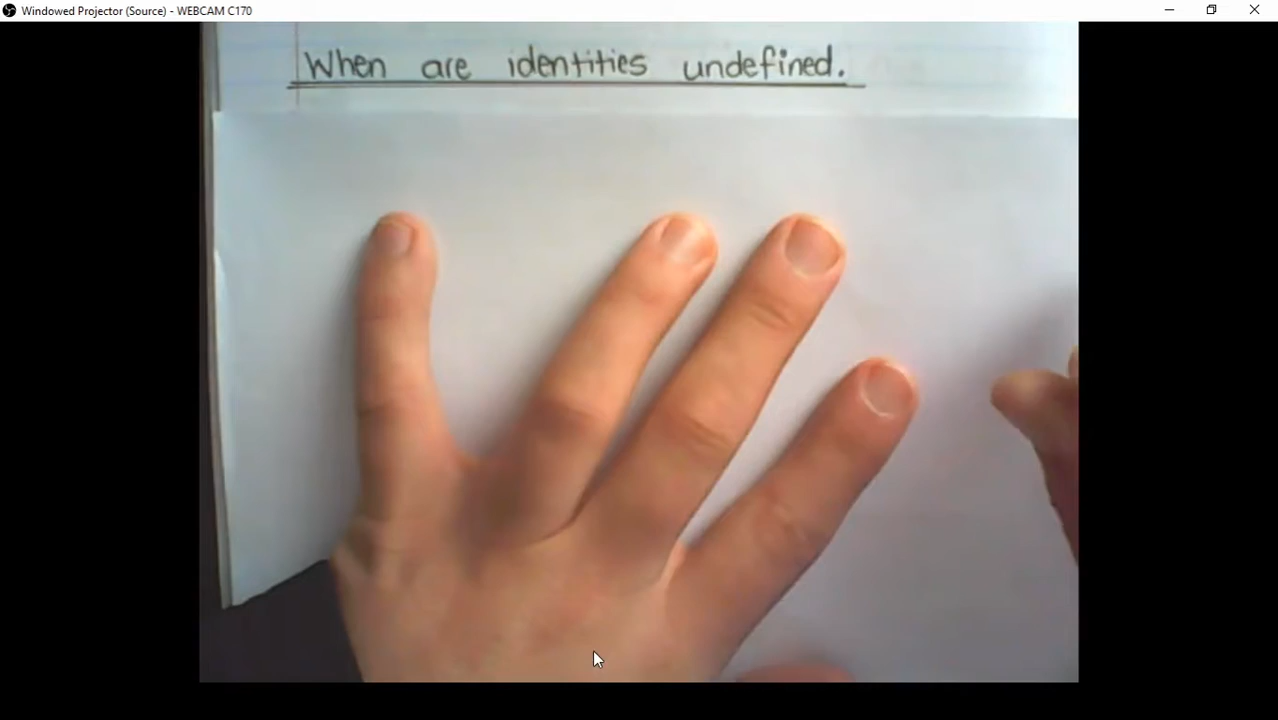 Windowed Projector (Source) - WEBCAM C170
When are identities undefined.